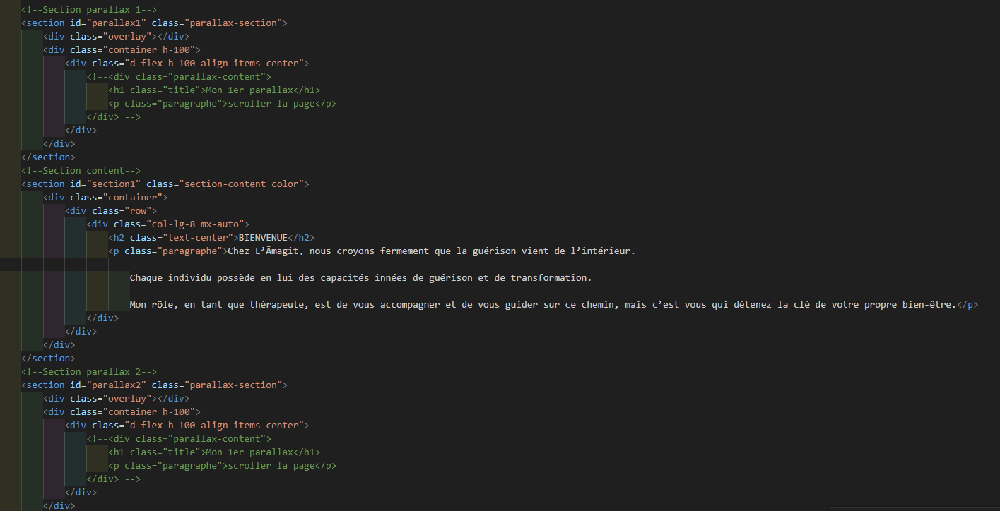 <!--Section parallax 1-->
<section id="parallax1" class="parallax-section">
<div class="overlay"></div>
<div class="container h-100">
<div class="d-flex h-100 align-items-center">
<!--<div class="parallax-content">
<h1 class="title">Mon 1er parallax</h1>
<p class="paragraphe">scroller la page</p>
</div> -->
</div>
</div>
</section>
<!--Section content-->
<section id="section1" class="section-content color">
<div class="container">
<div class="row">
<div class="col-lg-8 mx-auto">
<h2 class="text-center">BIENVENUE</h2>
<p class="paragraphe">Chez L’Âmagit, nous croyons fermement que la guérison vient de l’intérieur.
Chaque individu possède en lui des capacités innées de guérison et de transformation.
Mon rôle, en tant que thérapeute, est de vous accompagner et de vous guider sur ce chemin, mais c’est vous qui détenez la clé de votre propre bien-être.</p>
</div>
</div>
</div>
</section>
<!--Section parallax 2-->
<section id="parallax2" class="parallax-section">
<div class="overlay"></div>
<div class="container h-100">
<div class="d-flex h-100 align-items-center">
<!--<div class="parallax-content">
<h1 class="title">Mon 1er parallax</h1>
<p class="paragraphe">scroller la page</p>
</div> -->
</div>
</div>